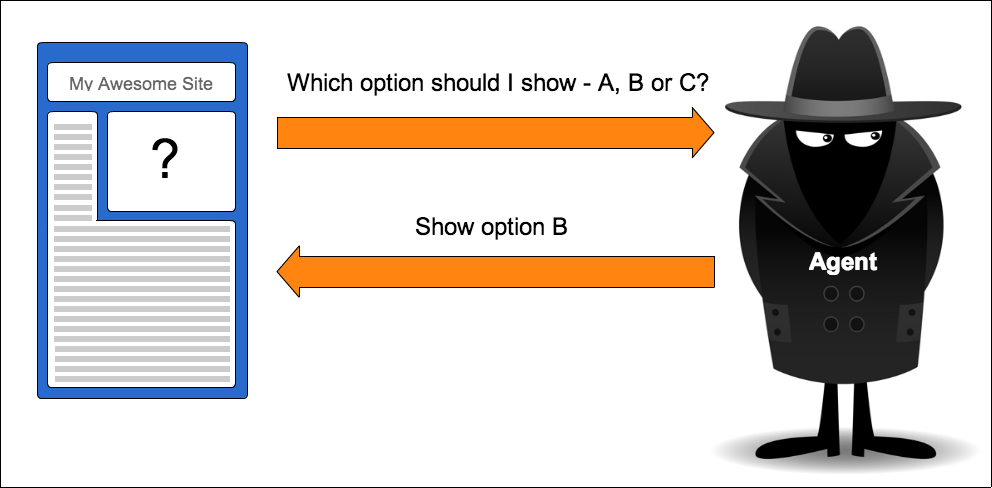 My Awesome Site
?
Which option should I show - A, B or C?
Show option B
Agent